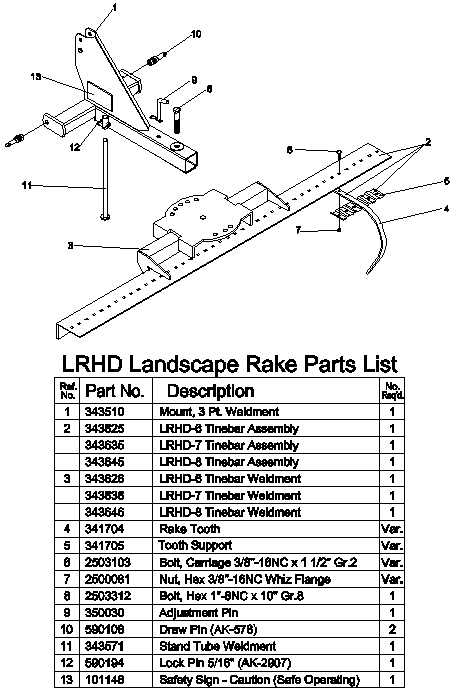 1
10
13
9
8
12
11
6
2
5
4
7
3
LRHD Landscape Rake Parts List
Ref. No. Part No. Description No. Req'd.
1 343510 Mount, 3 Pt. Weldment 1
2 343625 LRHD-6 Tinebar Assembly 1
343635 LRHD-7 Tinebar Assembly 1
343645 LRHD-8 Tinebar Assembly 1
3 343626 LRHD-6 Tinebar Weldment 1
343636 LRHD-7 Tinebar Weldment 1
343646 LRHD-8 Tinebar Weldment 1
4 341704 Rake Tooth Var.
5 341705 Tooth Support Var.
6 2503103 Bolt, Carriage 3/8"-16NC x 1 1/2" Gr.2 Var.
7 2500061 Nut, Hex 3/8"-16NC Whiz Flange Var.
8 2503312 Bolt, Hex 1"-8NC x 10" Gr.8 1
9 350030 Adjustment Pin 1
10 590106 Draw Pin (AK-576) 2
11 343571 Stand Tube Weldment 1
12 590194 Lock Pin 5/16" (AK-2907) 1
13 101146 Safety Sign - Caution (Safe Operating) 1